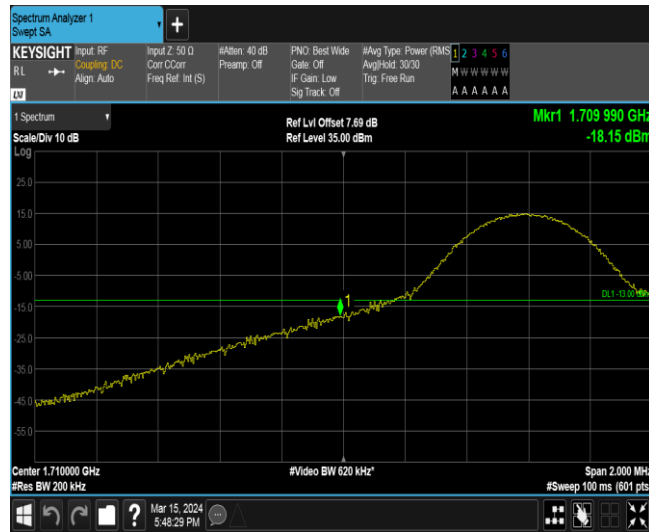 Spectrum Analyzer 1
Swept SA
+
KEYSIGHT
RL
LXI
Input: RF
Coupling: DC
Align: Auto
Input Z: 50 Ω
Corr CCorr
Freq Ref: Int (S)
#Atten: 40 dB
Preamp: Off
PNO: Best Wide
Gate: Off
IF Gain: Low
Sig Track: Off
#Avg Type: Power (RMS
Avg|Hold: 30/30
Trig: Free Run
1 2 3 4 5 6
M W W W W W
A A A A A A
1 Spectrum
Scale/Div 10 dB
Log
Ref Lvl Offset 7.69 dB
Ref Level 35.00 dBm
Mkr1 1.709 990 GHz
-18.15 dBm
25.0
15.0
5.00
-5.00
-15.0
-25.0
-35.0
-45.0
-55.0
1
DL1 -13.00
Center 1.710000 GHz
#Res BW 200 kHz
#Video BW 620 kHz*
Span 2.000 MHz
#Sweep 100 ms (601 pts
?
Mar 15, 2024
5:48:29 PM